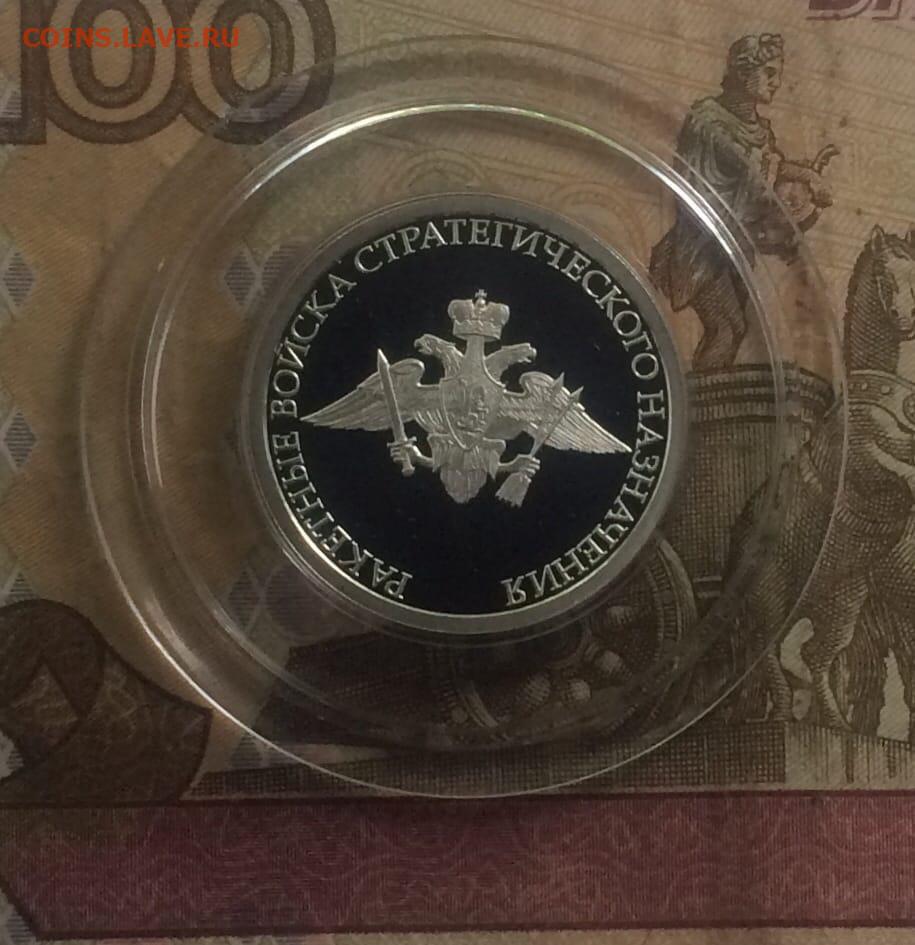 COINS.LAVE.RU
100
РАКЕТНЫЕ ВОЙСКА СТРАТЕГИЧЕСКОГО НАЗНАЧЕНИЯ